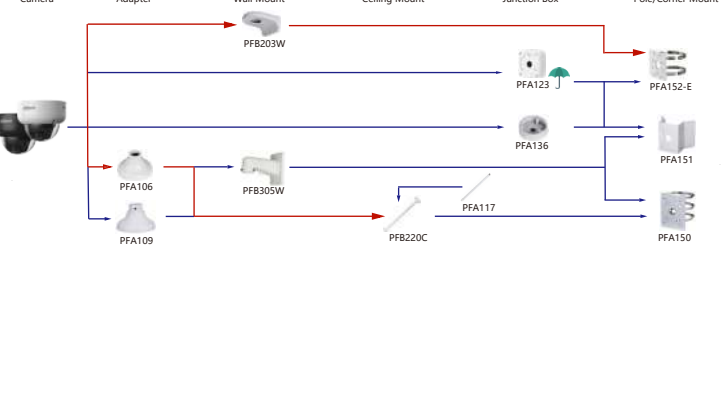 Camera Adapter Wall Mount Ceiling Mount Junction Box Pole/Corner Mount
PFB203W
PFA123
PFA152-E
PFA136
PFA151
PFA106
PFB305W
PFA117
PFA109
PFB220C
PFA150